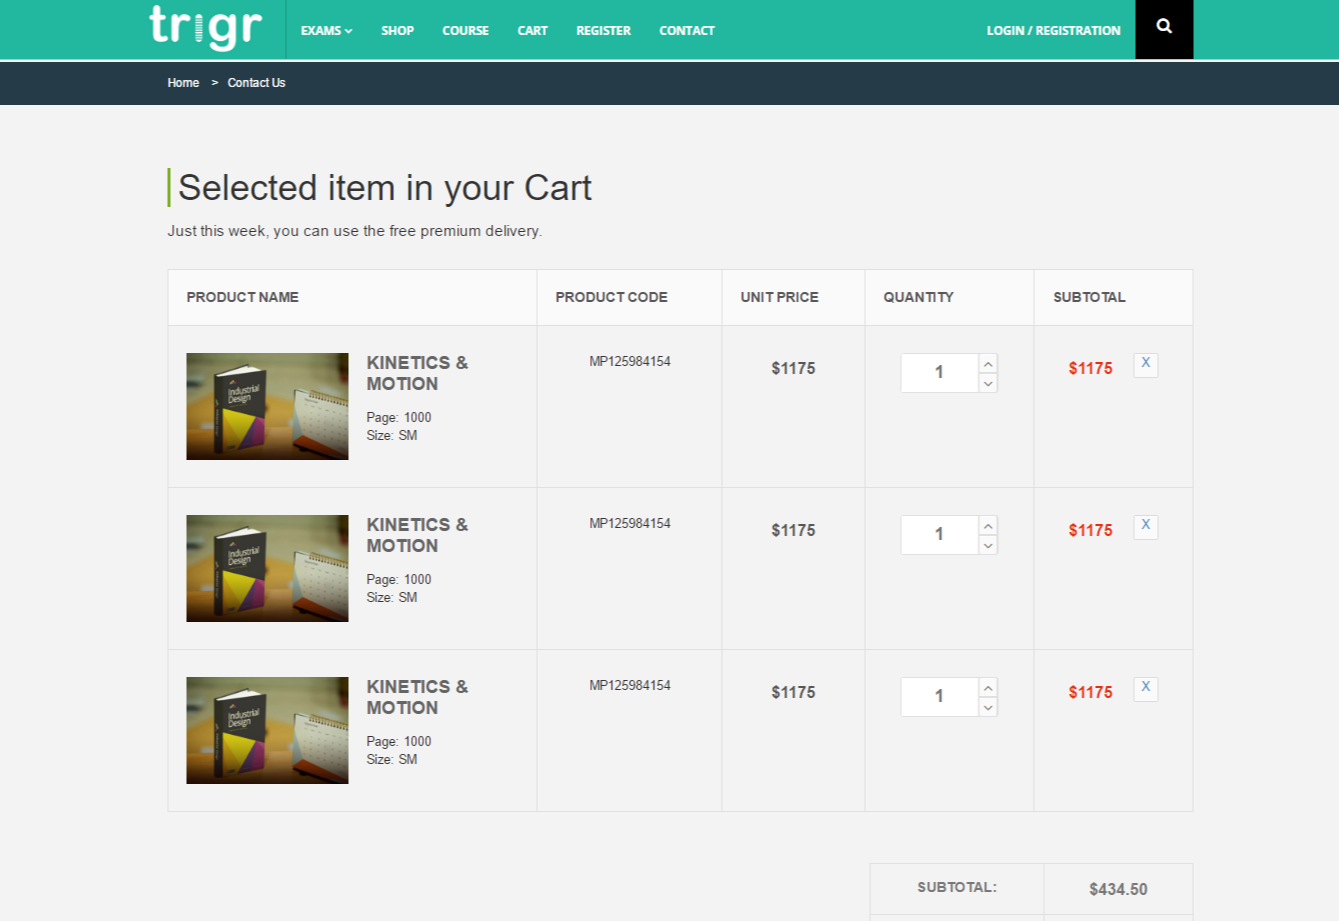 trigr
EXAMS SHOP COURSE CART REGISTER CONTACT LOGIN / REGISTRATION
Home > Contact Us
Selected item in your Cart
Just this week, you can use the free premium delivery.
PRODUCT NAME PRODUCT CODE UNIT PRICE QUANTITY SUBTOTAL
Industrial
Design
KINETICS &
MOTION
Page: 1000
Size: SM
MP125984154 $1175 1 $1175 X
Industrial
Design
KINETICS &
MOTION
Page: 1000
Size: SM
MP125984154 $1175 1 $1175 X
Industrial
Design
KINETICS &
MOTION
Page: 1000
Size: SM
MP125984154 $1175 1 $1175 X
SUBTOTAL: $434.50